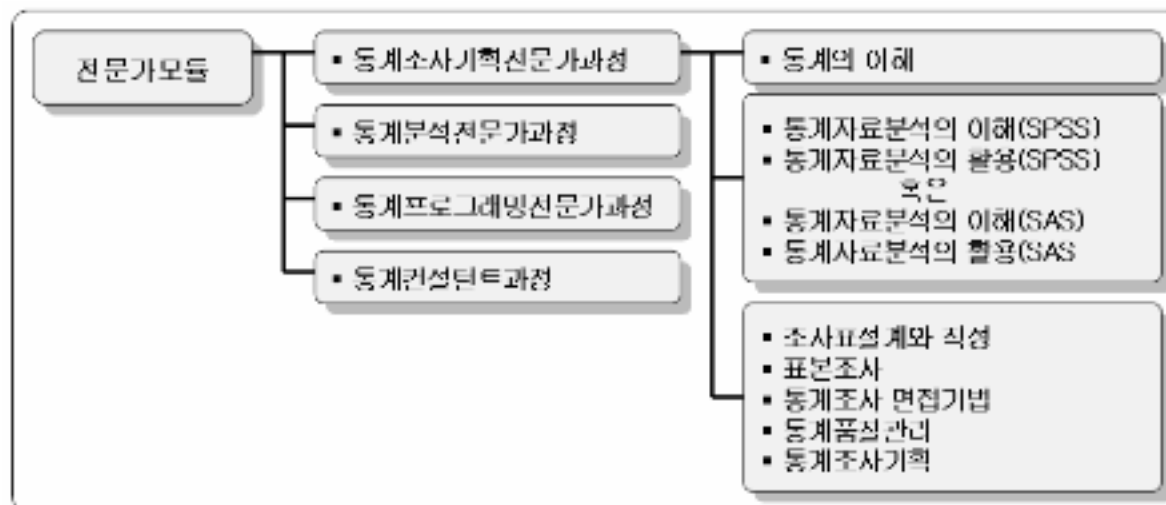 전문가모듈
▪ 통계조사기획전문가과정
▪ 통계분석전문가과정
▪ 통계프로그래밍전문가과정
▪ 통계컨설턴트과정
▪ 통계의 이해
▪ 통계자료분석의 이해(SPSS)
▪ 통계자료분석의 활용(SPSS)
혹은
▪ 통계자료분석의 이해(SAS)
▪ 통계자료분석의 활용(SAS
▪ 조사표설계와 작성
▪ 표본조사
▪ 통계조사 면접기법
▪ 통계품질관리
▪ 통계조사기획